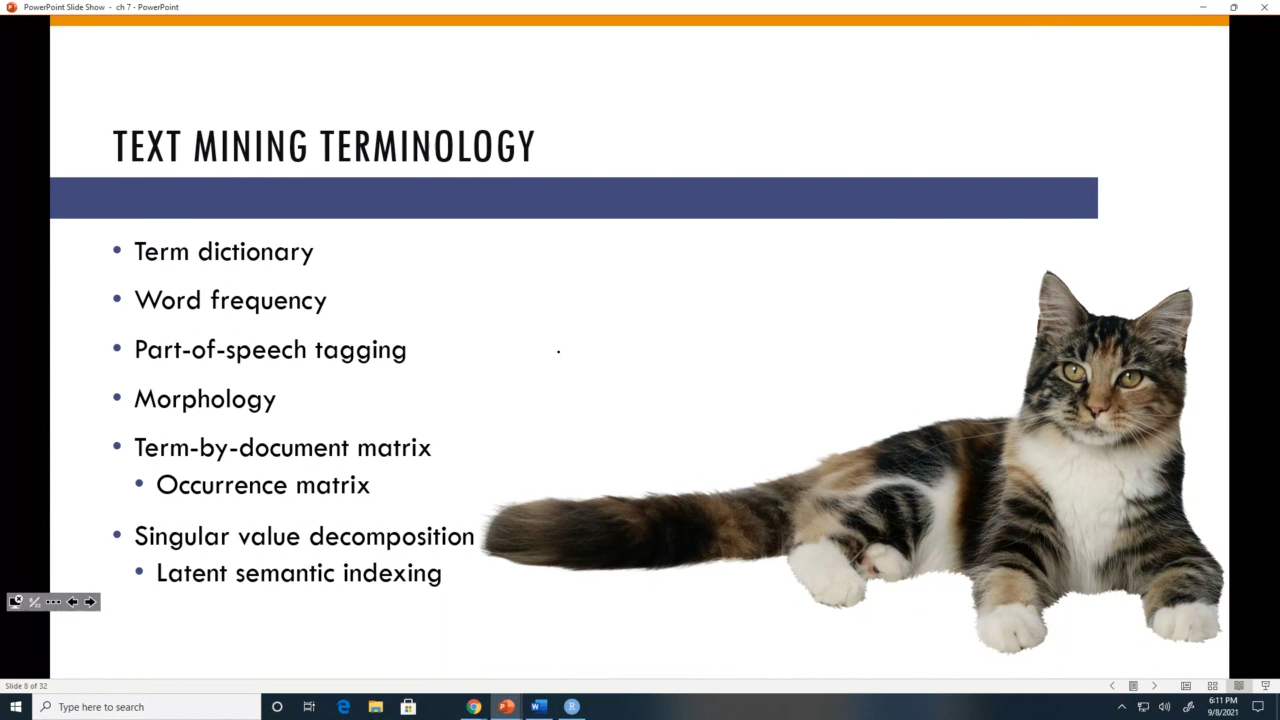 PowerPoint Slide Show - ch 7 - PowerPoint
TEXT MINING TERMINOLOGY
• Term dictionary
• Word frequency
• Part-of-speech tagging
• Morphology
• Term-by-document matrix
• Occurrence matrix
• Singular value decomposition
• Latent semantic indexing
Slide 8 of 32
Type here to search
6:11 PM
9/8/2021